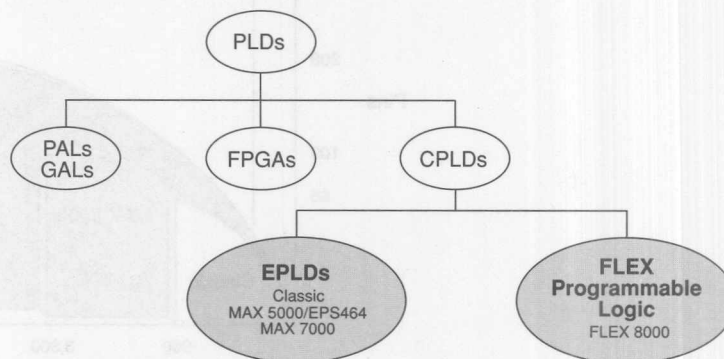 PLDs
PALs
GALs
FPGAs
CPLDs
EPLDs
Classic
MAX 5000/EPS464
MAX 7000
FLEX
Programmable
Logic
FLEX 8000